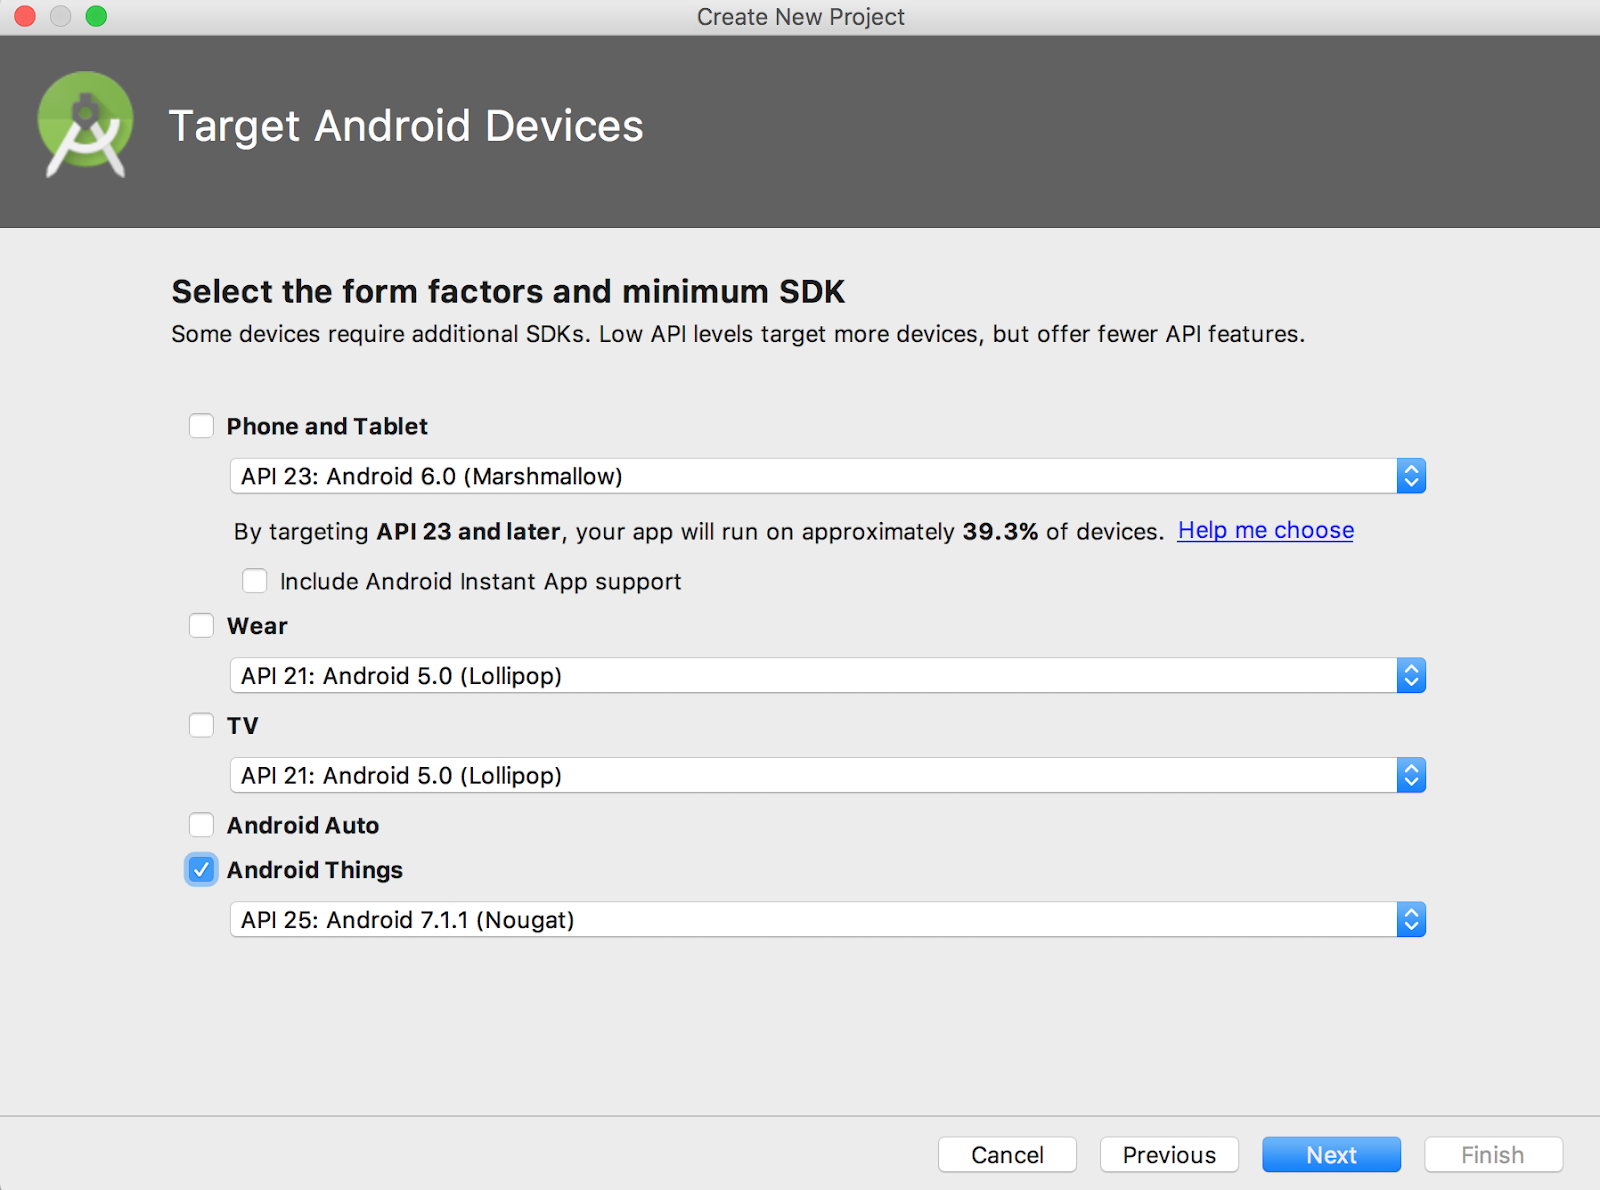 Create New Project
Target Android Devices
Select the form factors and minimum SDK
Some devices require additional SDKs. Low API levels target more devices, but offer fewer API features.
Phone and Tablet
API 23: Android 6.0 (Marshmallow)
By targeting API 23 and later, your app will run on approximately 39.3% of devices. Help me choose
Include Android Instant App support
Wear
API 21: Android 5.0 (Lollipop)
TV
API 21: Android 5.0 (Lollipop)
Android Auto
Android Things
API 25: Android 7.1.1 (Nougat)
Cancel Previous Next Finish